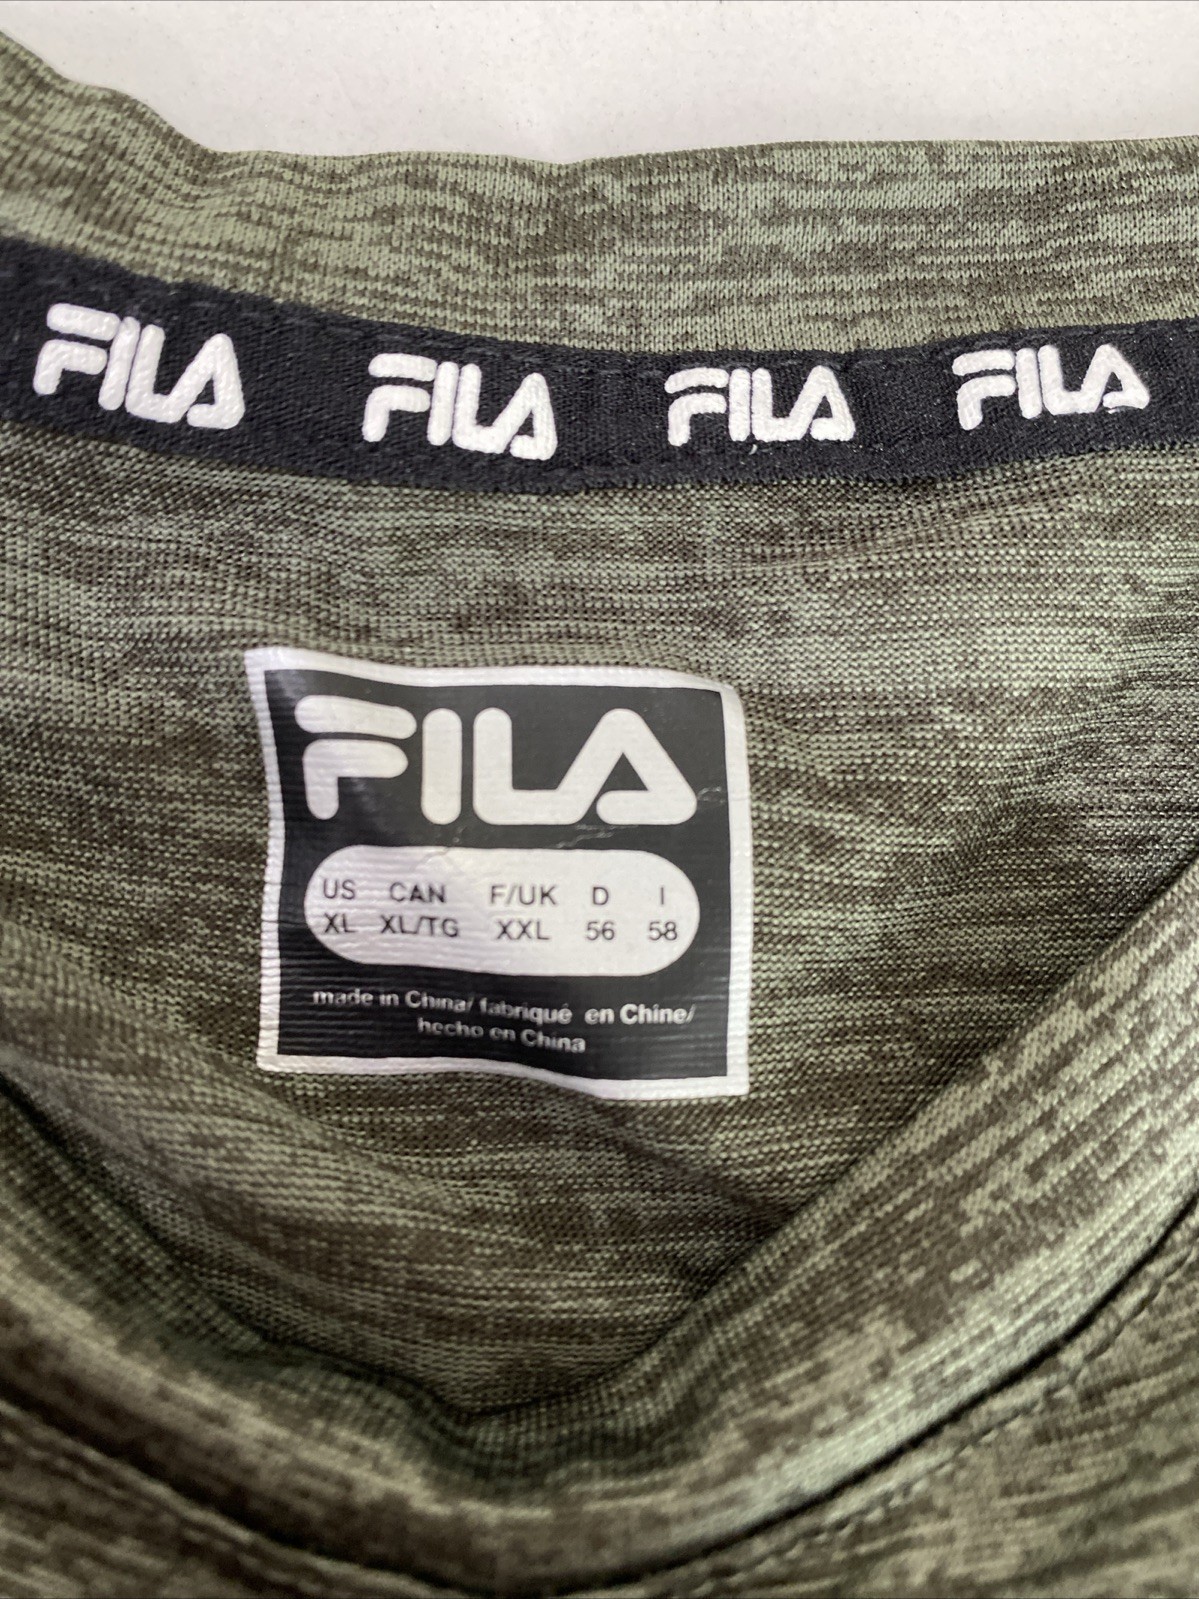 FILA FILA FILA FILA
FILA
US CAN F/UK D I
XL XL/TG XXL 56 58
made in China/ fabriqué en Chine/
hecho en China